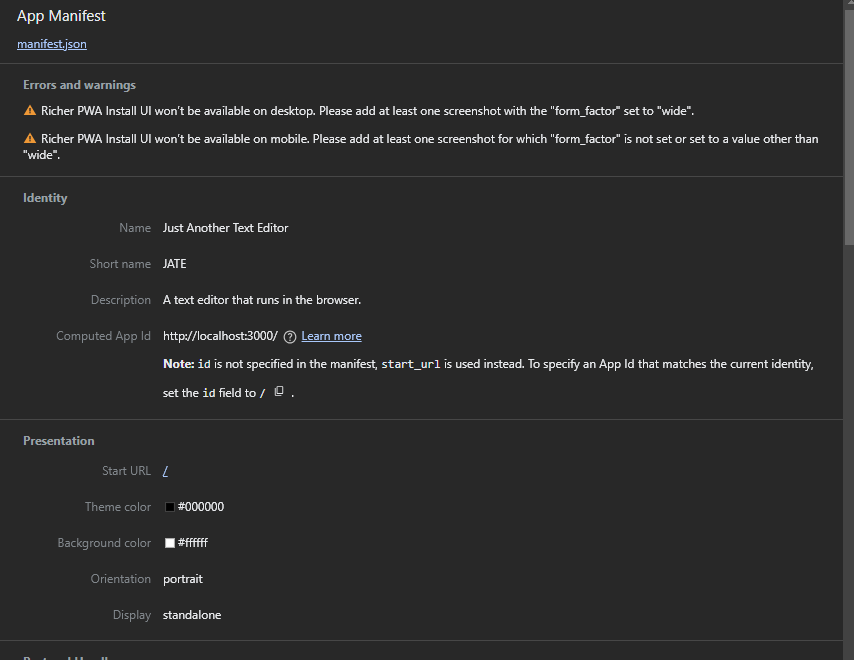 App Manifest
manifest.json
Errors and warnings
Richer PWA Install UI won't be available on desktop. Please add at least one screenshot with the "form_factor" set to "wide".
Richer PWA Install UI won't be available on mobile. Please add at least one screenshot for which "form_factor" is not set or set to a value other than
"wide".
Identity
Name Just Another Text Editor
Short name JATE
Description A text editor that runs in the browser.
Computed App Id http://localhost:3000/ ? Learn more
Note: id is not specified in the manifest, start_url is used instead. To specify an App Id that matches the current identity,
set the id field to / .
Presentation
Start URL /
Theme color #000000
Background color #ffffff
Orientation portrait
Display standalone